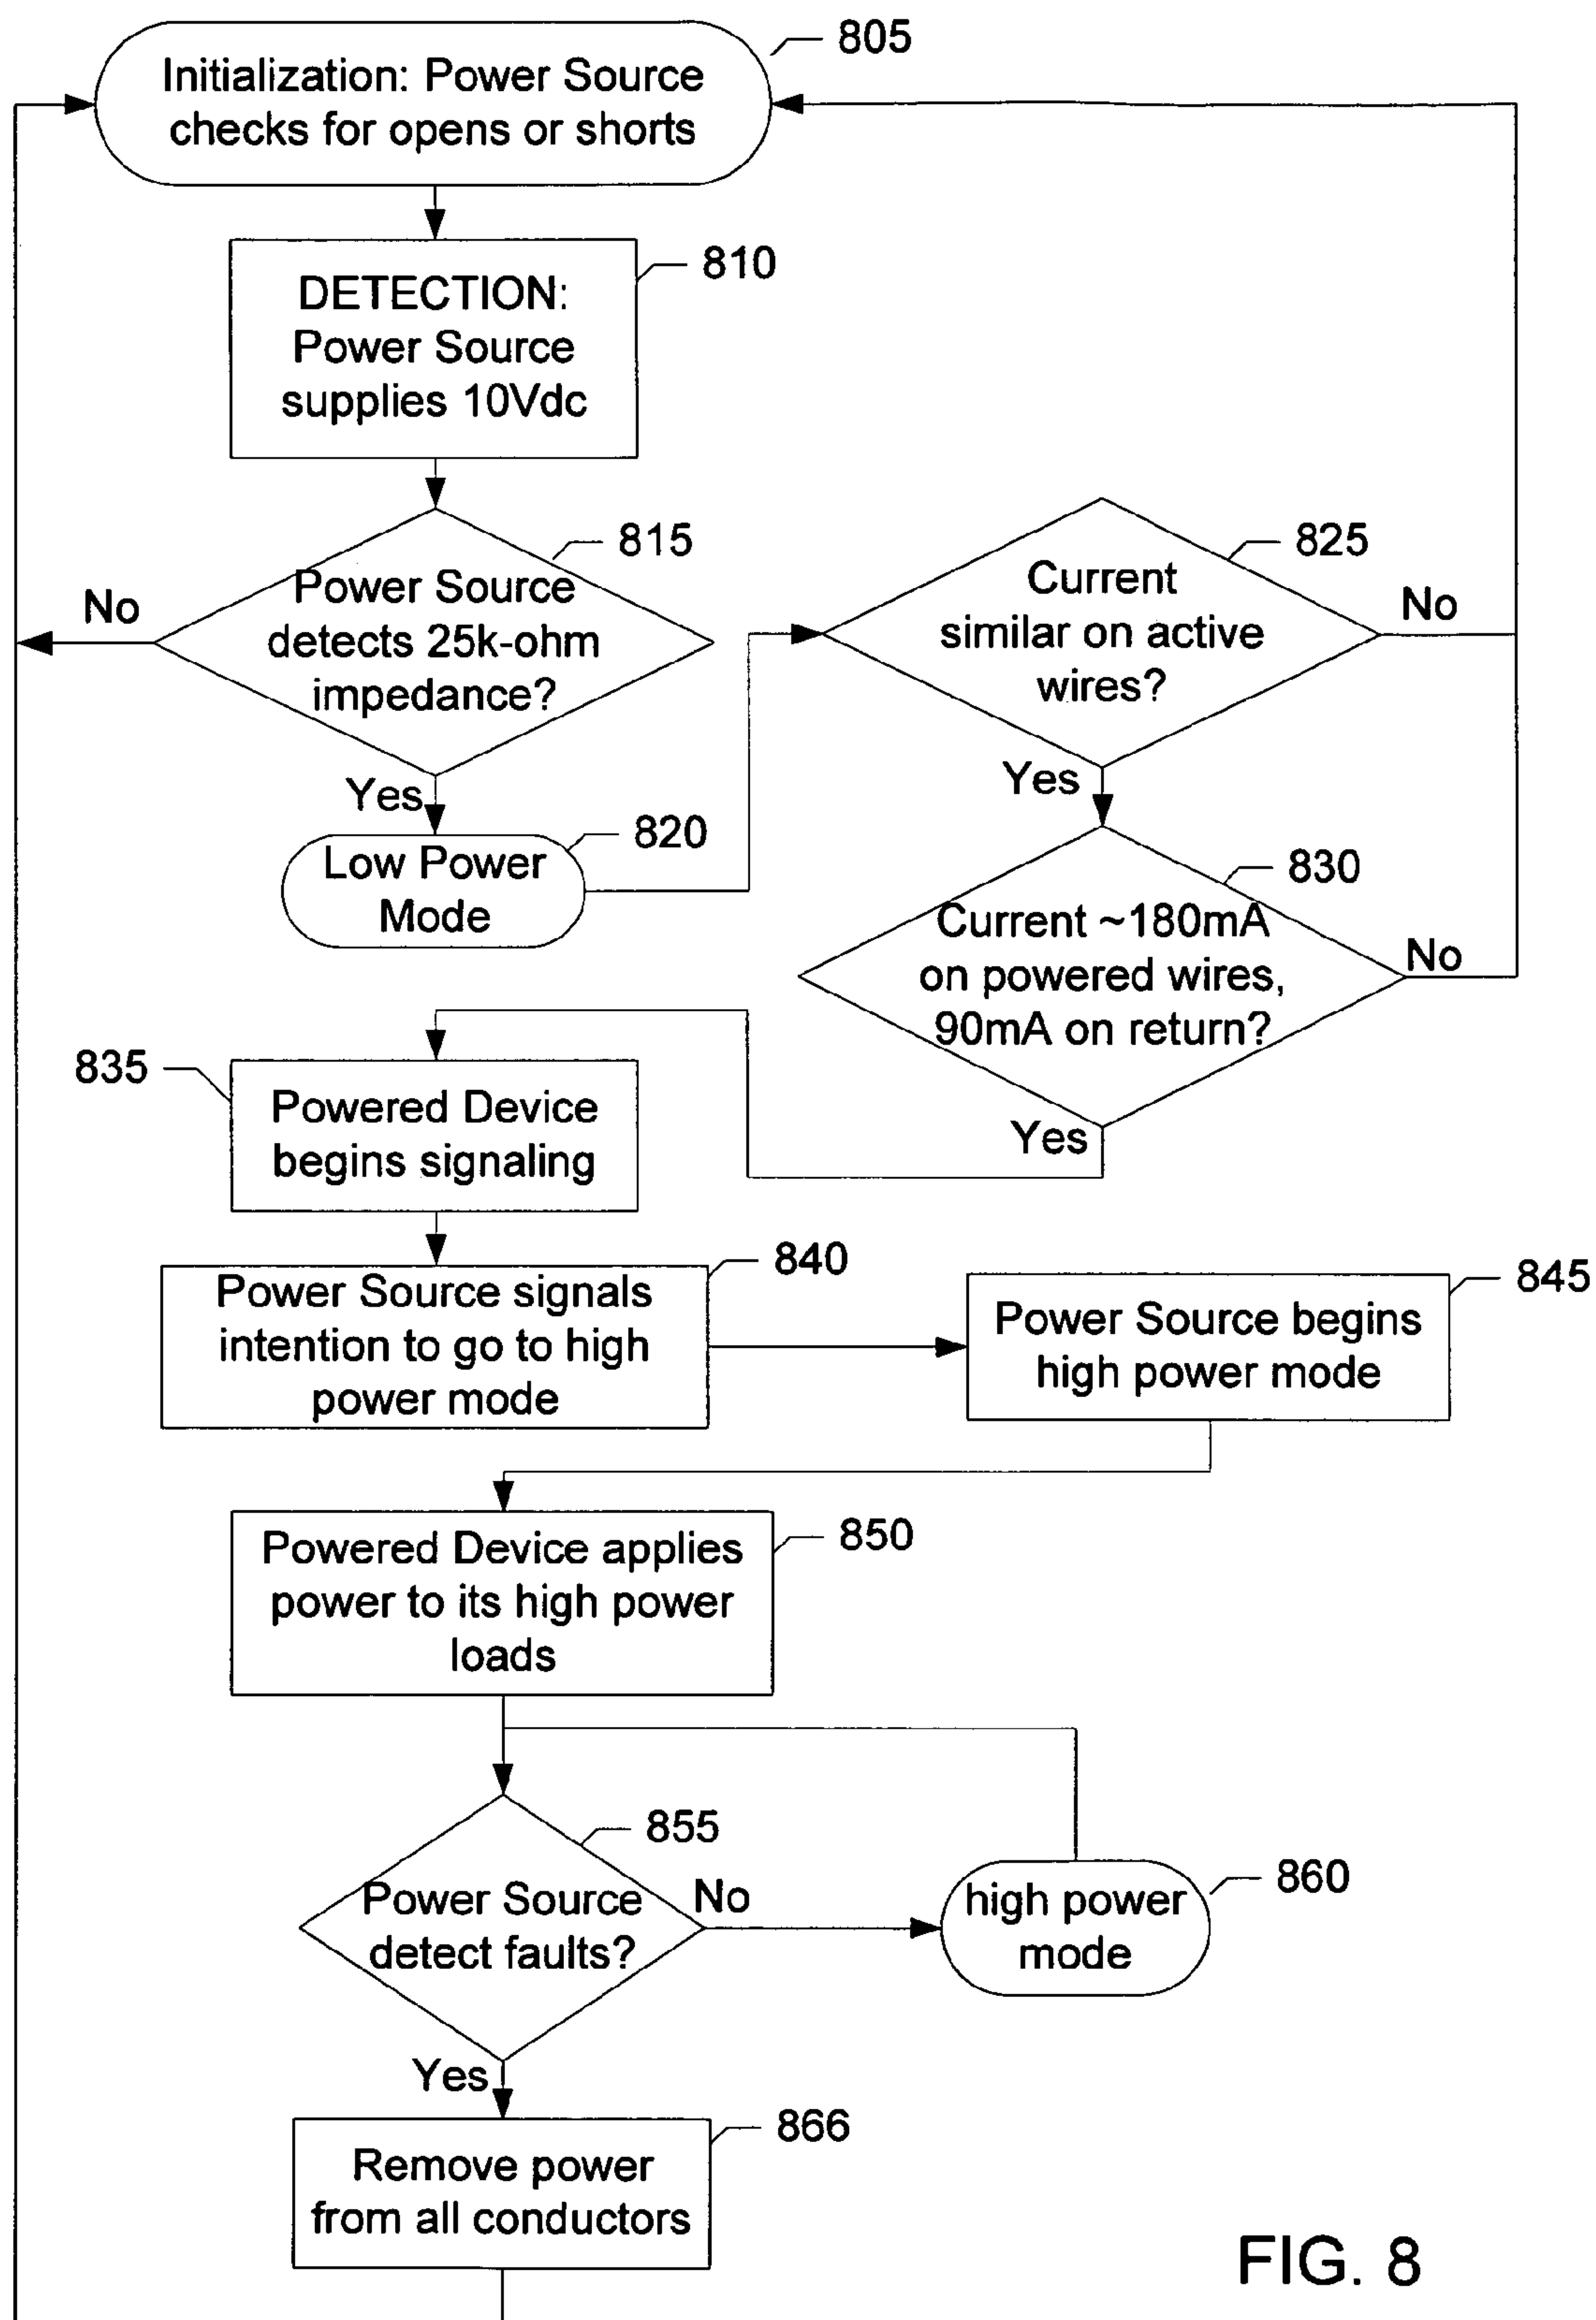 805
Initialization: Power Source
checks for opens or shorts
810
DETECTION:
Power Source
supplies 10Vdc
815
No
Power Source
detects 25k-ohm
impedance?
Yes
820
Low Power
Mode
825
Current
similar on active
wires?
No
Yes
830
Current ~180mA
on powered wires,
90mA on return?
No
Yes
835
Powered Device
begins signaling
840
Power Source signals
intention to go to high
power mode
845
Power Source begins
high power mode
850
Powered Device applies
power to its high power
loads
855
Power Source
detect faults?
No
860
high power
mode
Yes
866
Remove power
from all conductors
FIG. 8